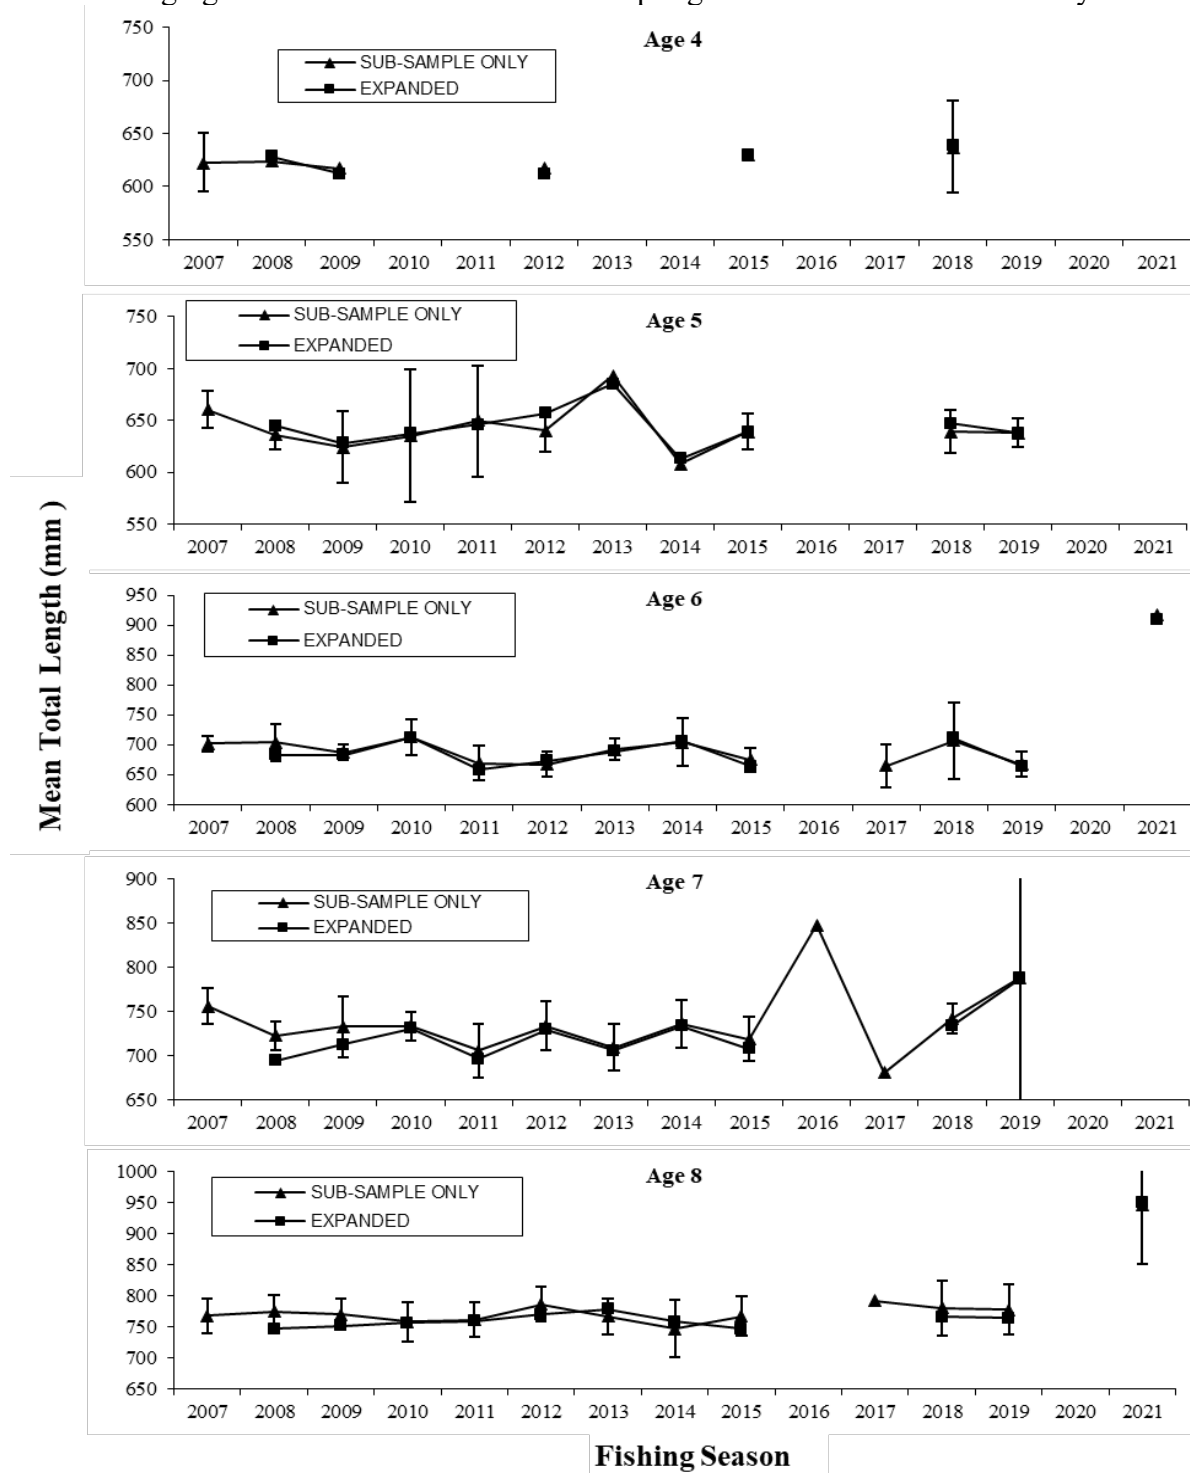 Age 4
SUB-SAMPLE ONLY
EXPANDED
750
700
650
600
550
2007 2008 2009 2010 2011 2012 2013 2014 2015 2016 2017 2018 2019 2020 2021
Age 5
SUB-SAMPLE ONLY
EXPANDED
750
700
650
600
550
2007 2008 2009 2010 2011 2012 2013 2014 2015 2016 2017 2018 2019 2020 2021
Mean Total Length (mm )
Age 6
SUB-SAMPLE ONLY
EXPANDED
950
900
850
800
750
700
650
600
2007 2008 2009 2010 2011 2012 2013 2014 2015 2016 2017 2018 2019 2020 2021
Age 7
SUB-SAMPLE ONLY
EXPANDED
900
850
800
750
700
650
2007 2008 2009 2010 2011 2012 2013 2014 2015 2016 2017 2018 2019 2020 2021
Age 8
SUB-SAMPLE ONLY
EXPANDED
1000
950
900
850
800
750
700
650
2007 2008 2009 2010 2011 2012 2013 2014 2015 2016 2017 2018 2019 2020 2021
Fishing Season